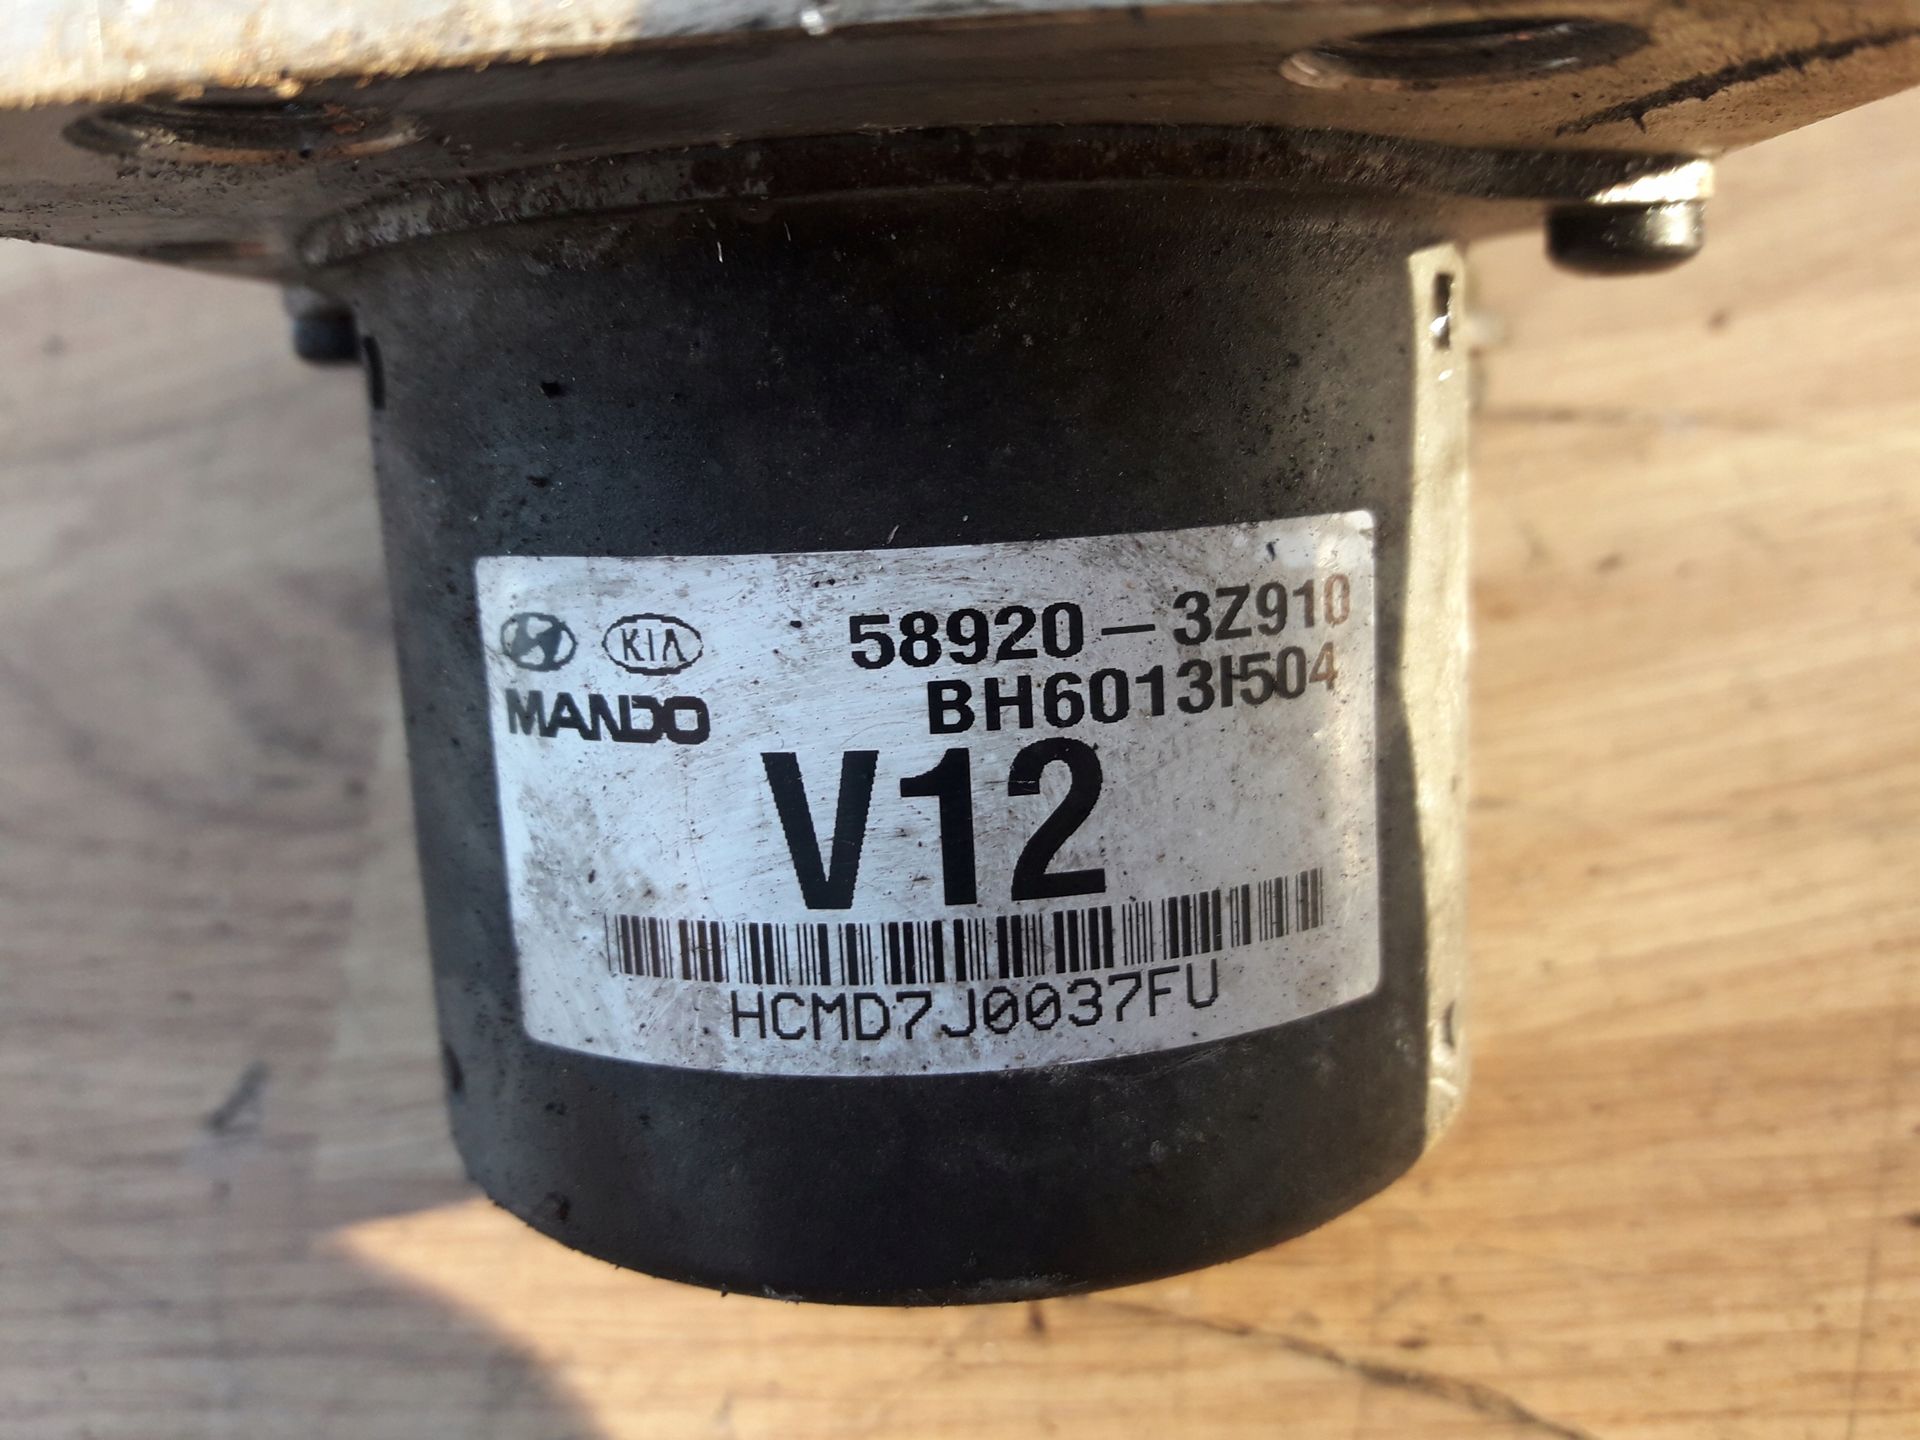 KIA 58920-3Z910
MANDO BH6013I504
V12
HCMD7J0037FU